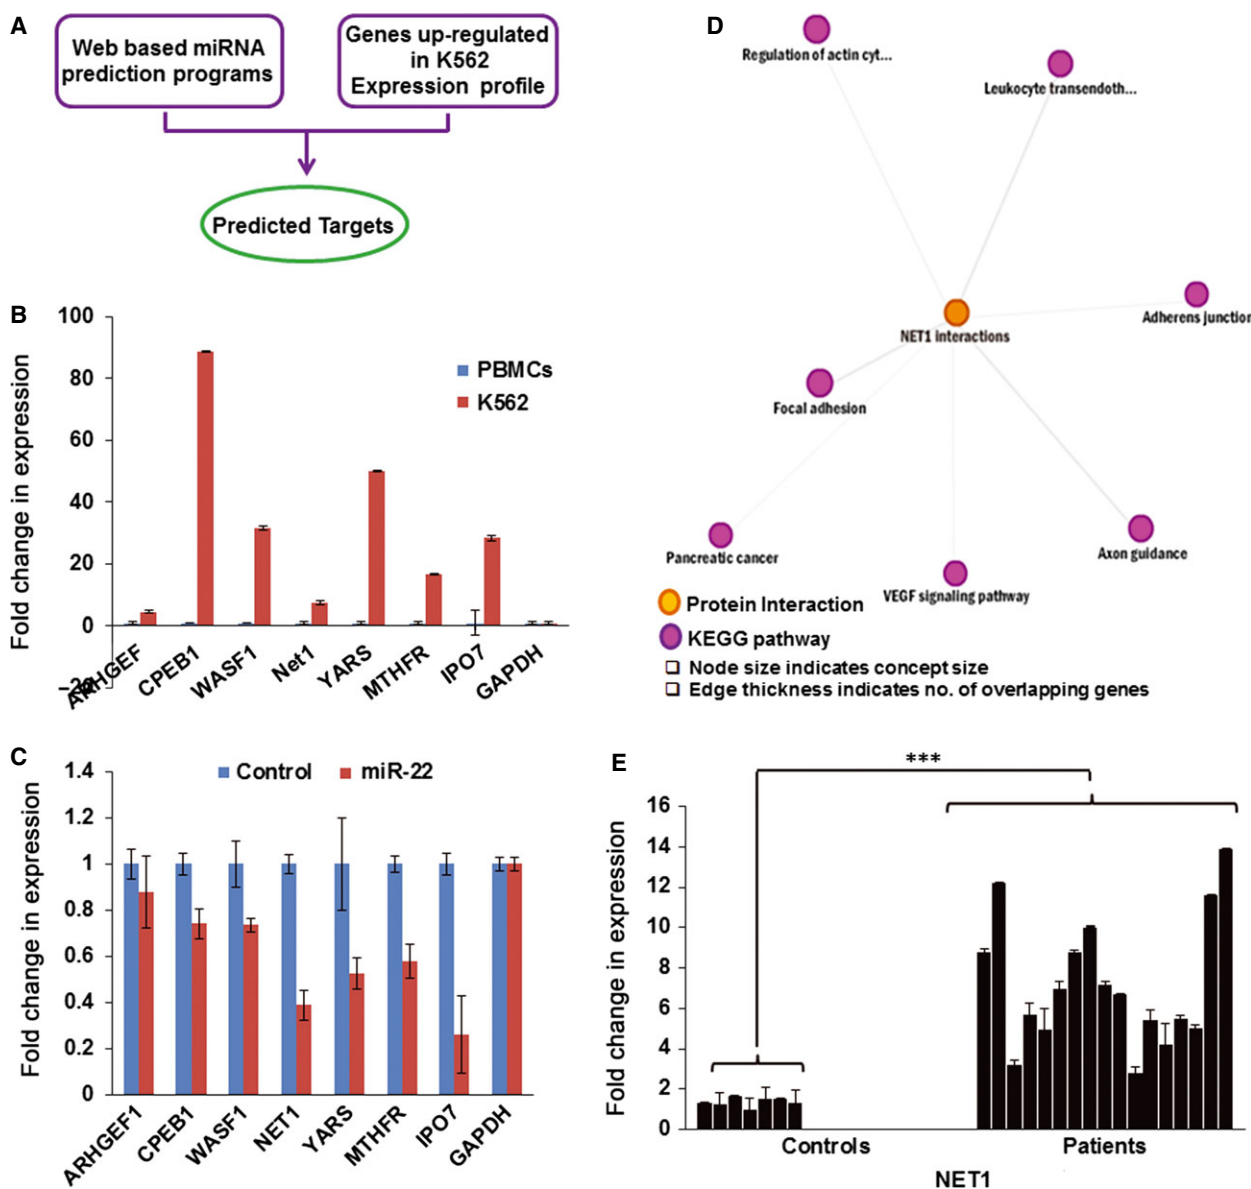 A
Web based miRNA
prediction programs
Genes up-regulated
in K562
Expression profile
Predicted Targets
B
Fold change in expression
100
80
60
40
20
0
PBMCs
K562
ARHGEF
CPEB1
WASF1
Net1
YARS
MTHFR
IPO7
GAPDH
C
Fold change in expression
1.4
1.2
1
0.8
0.6
0.4
0.2
0
Control
miR-22
ARHGEF1
CPEB1
WASF1
NET1
YARS
MTHFR
IPO7
GAPDH
D
Regulation of actin cyt...
Leukocyte transendoth...
Adherens junction
NET1 interactions
Focal adhesion
Pancreatic cancer
Axon guidance
VEGF signaling pathway
Protein Interaction
KEGG pathway
Node size indicates concept size
Edge thickness indicates no. of overlapping genes
E
***
Fold change in expression
16
14
12
10
8
6
4
2
0
Controls
Patients
NET1